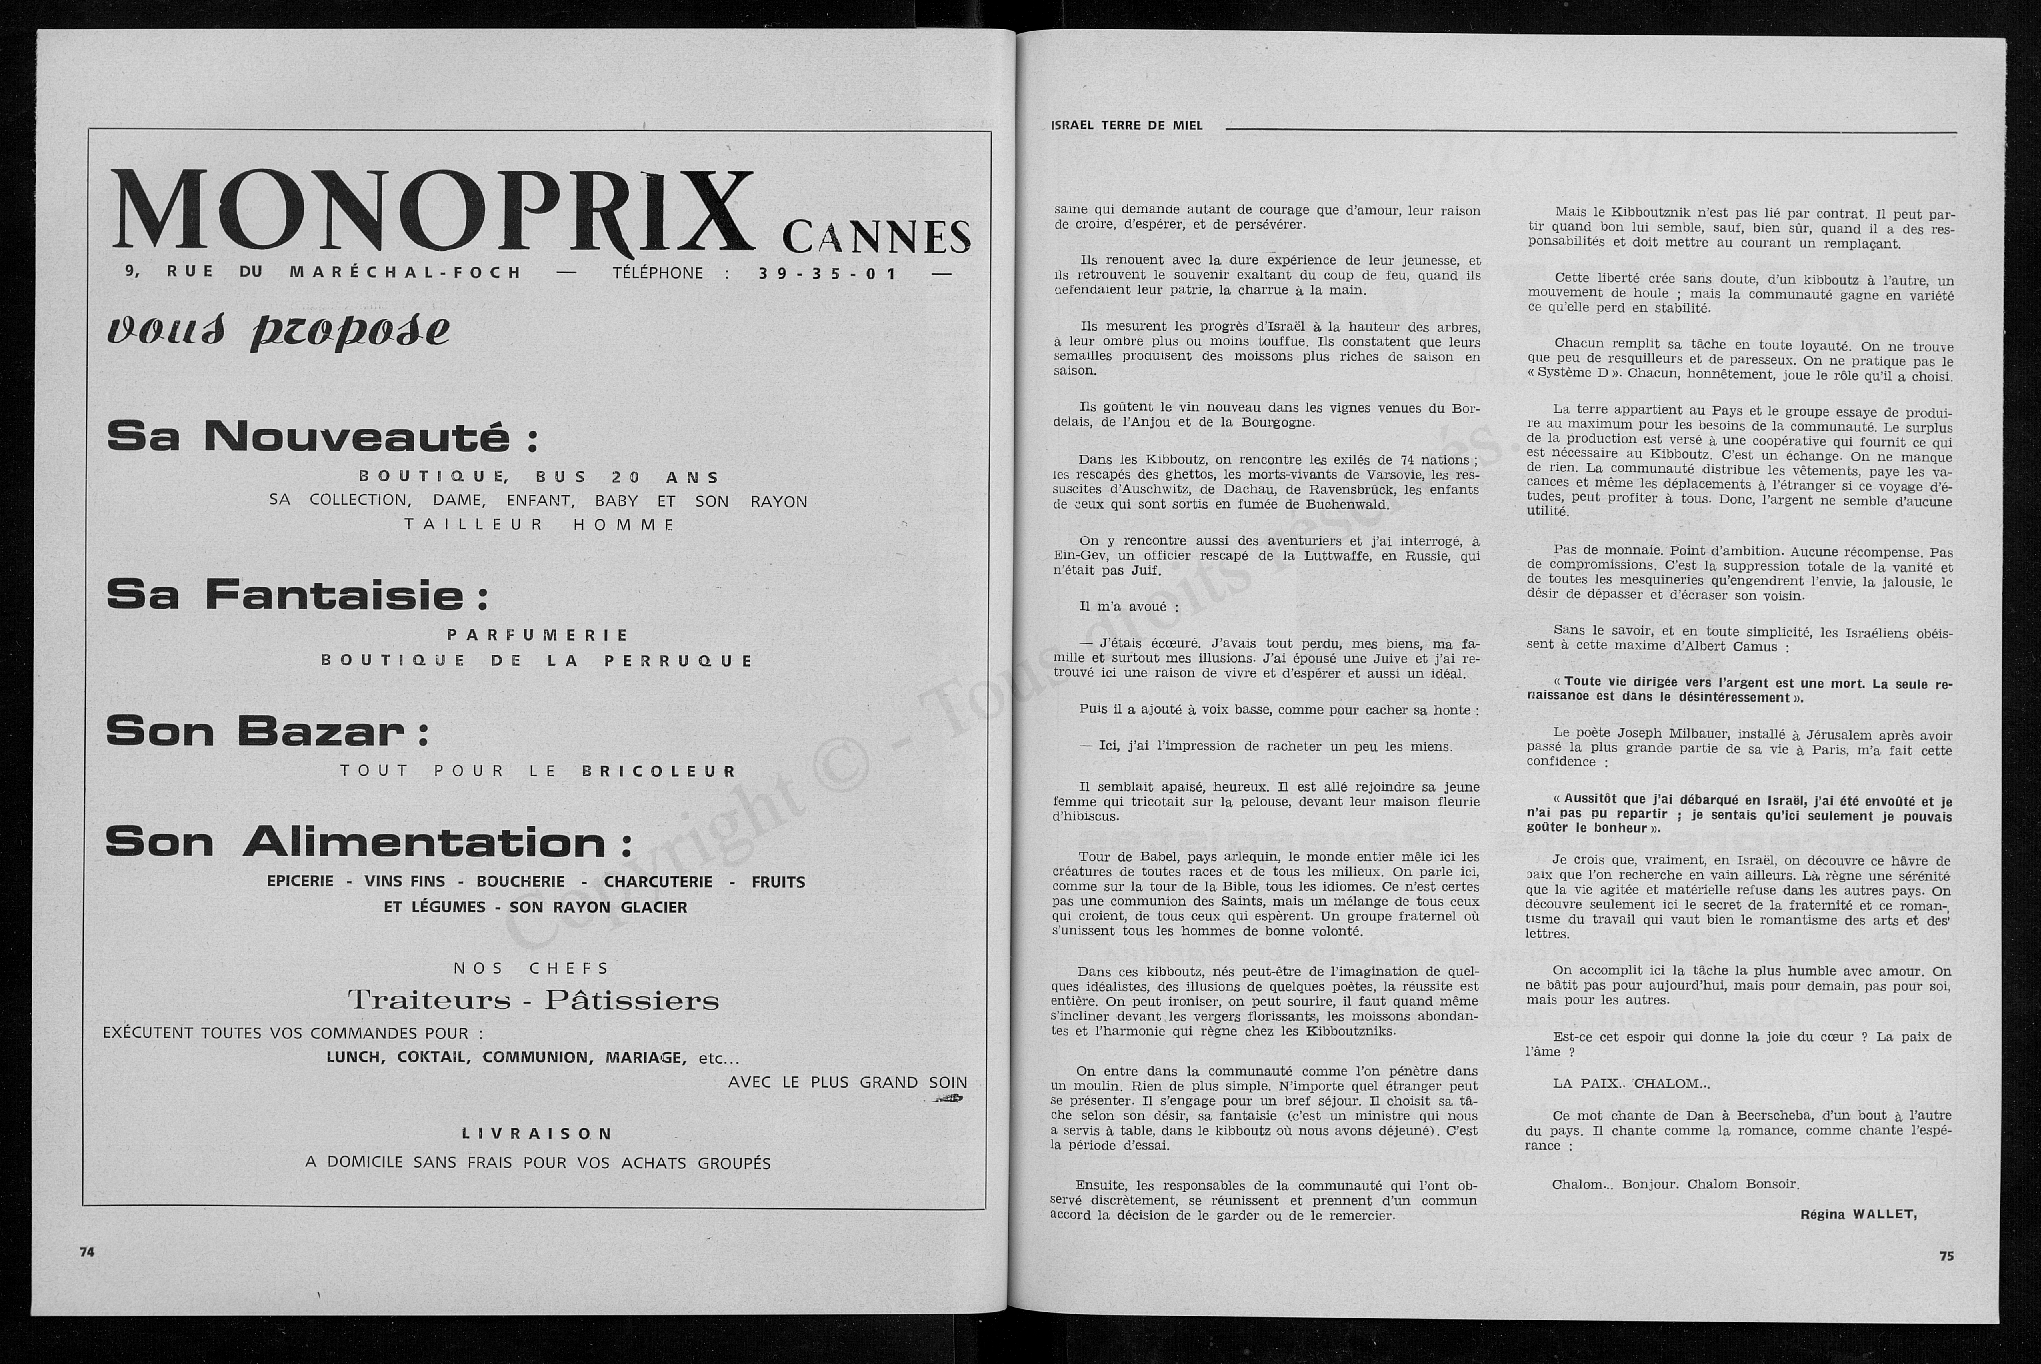 MONOPRIX CANNES
9, RUE DU MARÉCHAL-FOCH — TÉLÉPHONE : 39-35-01 —
vous propose
Sa Nouveauté :
BOUTIQUE, BUS 20 ANS
SA COLLECTION, DAME, ENFANT, BABY ET SON RAYON
TAILLEUR HOMME
Sa Fantaisie :
PARFUMERIE
BOUTIQUE DE LA PERRUQUE
Son Bazar :
TOUT POUR LE BRICOLEUR
Son Alimentation :
EPICERIE - VINS FINS - BOUCHERIE - CHARCUTERIE - FRUITS
ET LÉGUMES - SON RAYON GLACIER
NOS CHEFS
Traiteurs - Pâtissiers
EXÉCUTENT TOUTES VOS COMMANDES POUR :
LUNCH, COKTAIL, COMMUNION, MARIAGE, etc...
AVEC LE PLUS GRAND SOIN
LIVRAISON
A DOMICILE SANS FRAIS POUR VOS ACHATS GROUPÉS
74
ISRAEL TERRE DE MIEL
saine qui demande autant de courage que d'amour, leur raison
de croire, d'espérer, et de persévérer.
Ils renouent avec la dure expérience de leur jeunesse, et
ils retrouvent le souvenir exaltant du coup de feu, quand ils
defendaient leur patrie, la charrue à la main.
Ils mesurent les progrès d'Israël à la hauteur des arbres,
à leur ombre plus ou moins touffue. Ils constatent que leurs
semailles produisent des moissons plus riches de saison en
saison.
Ils goûtent le vin nouveau dans les vignes venues du Bor-
delais, de l'Anjou et de la Bourgogne.
Dans les Kibboutz, on rencontre les exilés de 74 nations ;
les rescapés des ghettos, les morts-vivants de Varsovie, les res-
suscites d'Auschwitz, de Dachau, de Ravensbrück, les enfants
de ceux qui sont sortis en fumée de Buchenwald.
On y rencontre aussi des aventuriers et j'ai interrogé, à
Ein-Gev, un officier rescapé de la Luttwaffe, en Russie, qui
n'était pas Juif.
Il m'a avoué :
— J'étais écœuré. J'avais tout perdu, mes biens, ma fa-
mille et surtout mes illusions. J'ai épousé une Juive et j'ai re-
trouvé ici une raison de vivre et d'espérer et aussi un idéal.
Puis il a ajouté à voix basse, comme pour cacher sa honte :
— Ici, j'ai l'impression de racheter un peu les miens.
Il semblait apaisé, heureux. Il est allé rejoindre sa jeune
femme qui tricotait sur la pelouse, devant leur maison fleurie
d'hibiscus.
Tour de Babel, pays arlequin, le monde entier mêle ici les
créatures de toutes races et de tous les milieux. On parle ici,
comme sur la tour de la Bible, tous les idiomes. Ce n'est certes
pas une communion des Saints, mais un mélange de tous ceux
qui croient, de tous ceux qui espèrent. Un groupe fraternel où
s'unissent tous les hommes de bonne volonté.
Dans ces kibboutz, nés peut-être de l'imagination de quel-
ques idéalistes, des illusions de quelques poètes, la réussite est
entière. On peut ironiser, on peut sourire, il faut quand même
s'incliner devant les vergers florissants, les moissons abondan-
tes et l'harmonie qui règne chez les Kibboutzniks.
On entre dans la communauté comme l'on pénètre dans
un moulin. Rien de plus simple. N'importe quel étranger peut
se présenter. Il s'engage pour un bref séjour. Il choisit sa tâ-
che selon son désir, sa fantaisie (c'est un ministre qui nous
a servis à table, dans le kibboutz où nous avons déjeuné). C'est
la période d'essai.
Ensuite, les responsables de la communauté qui l'ont ob-
servé discrètement, se réunissent et prennent d'un commun
accord la décision de le garder ou de le remercier.
Mais le Kibboutznik n'est pas lié par contrat. Il peut par-
tir quand bon lui semble, sauf, bien sûr, quand il a des res-
ponsabilités et doit mettre au courant un remplaçant.
Cette liberté crée sans doute, d'un kibboutz à l'autre, un
mouvement de houle ; mais la communauté gagne en variété
ce qu'elle perd en stabilité.
Chacun remplit sa tâche en toute loyauté. On ne trouve
que peu de resquilleurs et de paresseux. On ne pratique pas le
« Système D ». Chacun, honnêtement, joue le rôle qu'il a choisi.
La terre appartient au Pays et le groupe essaye de produi-
re au maximum pour les besoins de la communauté. Le surplus
de la production est versé à une coopérative qui fournit ce qui
est nécessaire au Kibboutz. C'est un échange. On ne manque
de rien. La communauté distribue les vêtements, paye les va-
cances et même les déplacements à l'étranger si ce voyage d'é-
tudes, peut profiter à tous. Donc, l'argent ne semble d'aucune
utilité.
Pas de monnaie. Point d'ambition. Aucune récompense. Pas
de compromissions. C'est la suppression totale de la vanité et
de toutes les mesquineries qu'engendrent l'envie, la jalousie, le
désir de dépasser et d'écraser son voisin.
Sans le savoir, et en toute simplicité, les Israéliens obéis-
sent à cette maxime d'Albert Camus :
« Toute vie dirigée vers l'argent est une mort. La seule re-
naissance est dans le désintéressement ».
Le poète Joseph Milbauer, installé à Jérusalem après avoir
passé la plus grande partie de sa vie à Paris, m'a fait cette
confidence :
« Aussitôt que j'ai débarqué en Israël, j'ai été envoûté et je
n'ai pas pu repartir ; je sentais qu'ici seulement je pouvais
goûter le bonheur ».
Je crois que, vraiment, en Israël, on découvre ce hâvre de
paix que l'on recherche en vain ailleurs. Là règne une sérénité
que la vie agitée et matérielle refuse dans les autres pays. On
découvre seulement ici le secret de la fraternité et ce roman-
tisme du travail qui vaut bien le romantisme des arts et des
lettres.
On accomplit ici la tâche la plus humble avec amour. On
ne bâtit pas pour aujourd'hui, mais pour demain, pas pour soi,
mais pour les autres.
Est-ce cet espoir qui donne la joie du cœur ? La paix de
l'âme ?
LA PAIX.. CHALOM...
Ce mot chante de Dan à Beerscheba, d'un bout à l'autre
du pays. Il chante comme la romance, comme chante l'espé-
rance :
Chalom... Bonjour. Chalom Bonsoir.
Régina WALLET,
75
Copyright © - Tous droits réservés.